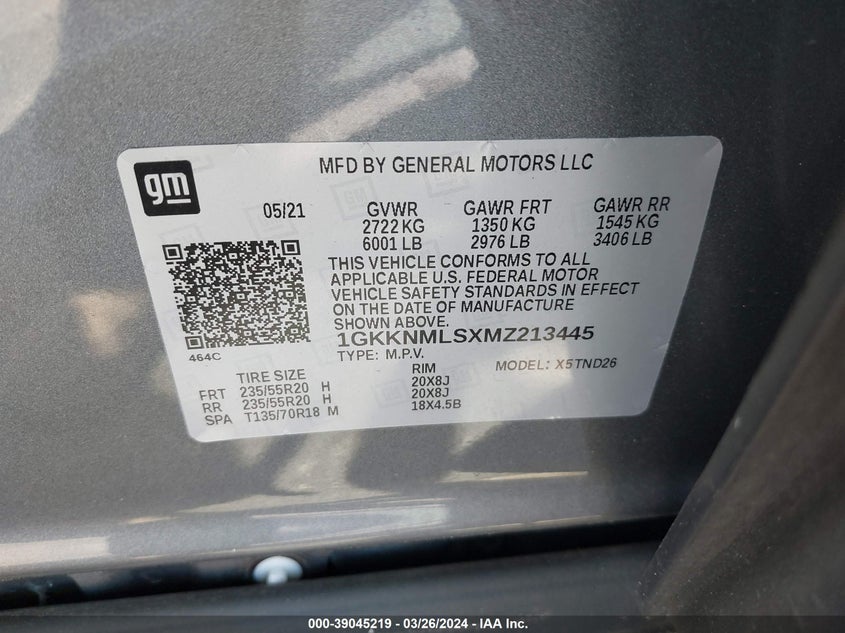 gm
MFD BY GENERAL MOTORS LLC
05/21 GVWR GAWR FRT GAWR RR
2722 KG 1350 KG 1545 KG
6001 LB 2976 LB 3406 LB
THIS VEHICLE CONFORMS TO ALL
APPLICABLE U.S. FEDERAL MOTOR
VEHICLE SAFETY STANDARDS IN EFFECT
ON THE DATE OF MANUFACTURE
SHOWN ABOVE.
464C
1GKKNMLSXMZ213445
TYPE: M.P.V. MODEL: X5TND26
TIRE SIZE RIM
FRT 235/55R20 H 20X8J
RR 235/55R20 H 20X8J
SPA T135/70R18 M 18X4.5B
000-39045219 - 03/26/2024 - IAA Inc.